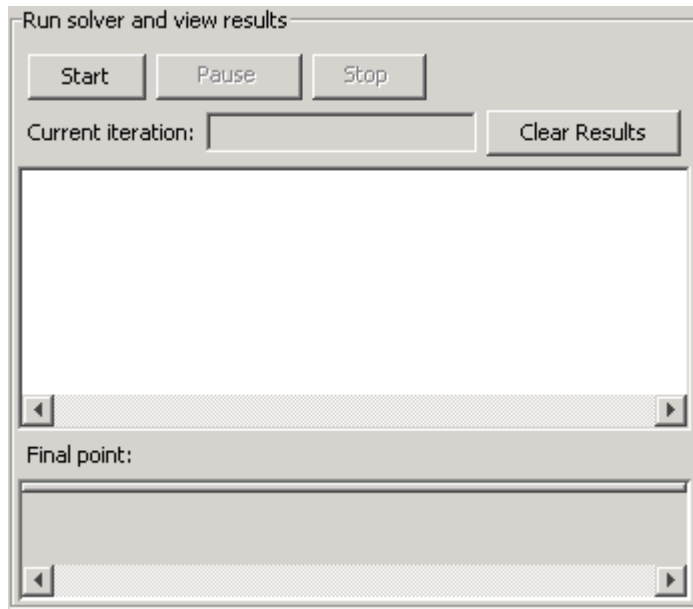 Run solver and view results
Start Pause Stop
Current iteration: Clear Results
Final point: